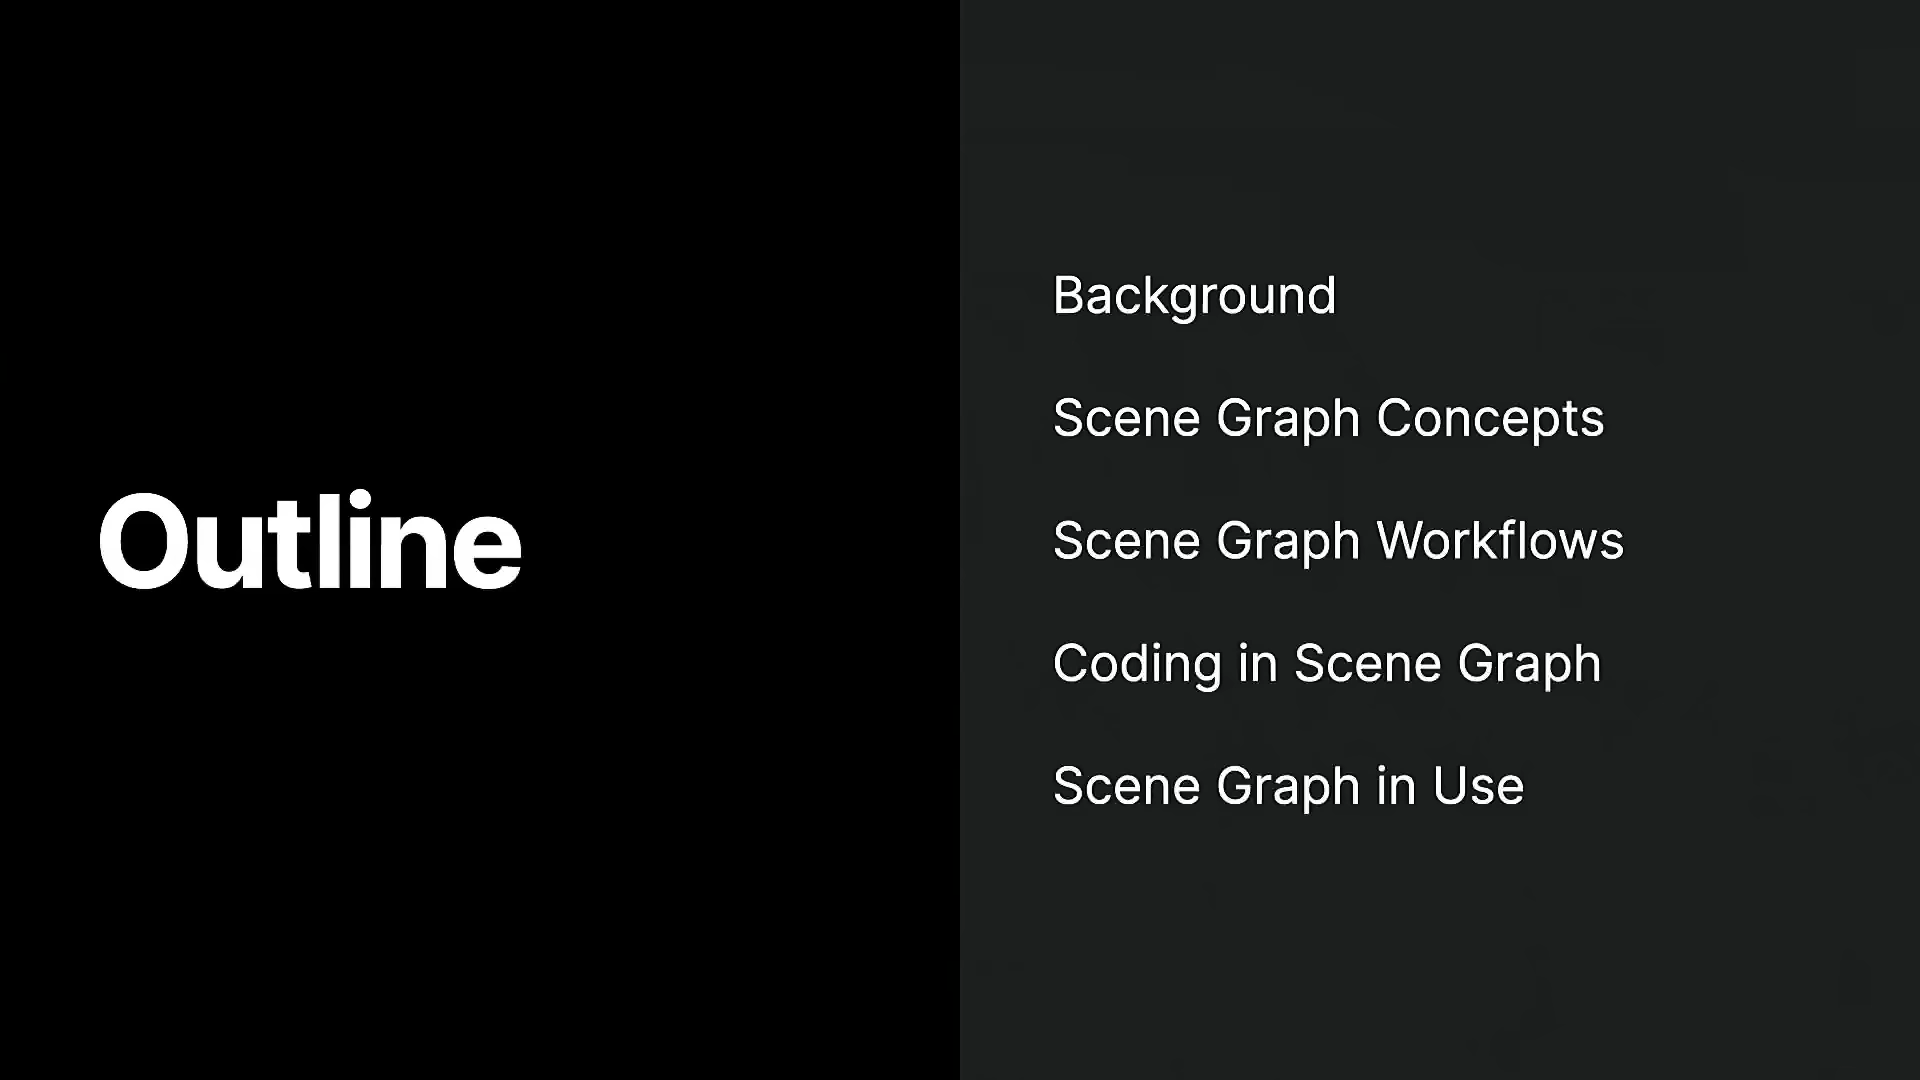 Outline
Background
Scene Graph Concepts
Scene Graph Workflows
Coding in Scene Graph
Scene Graph in Use